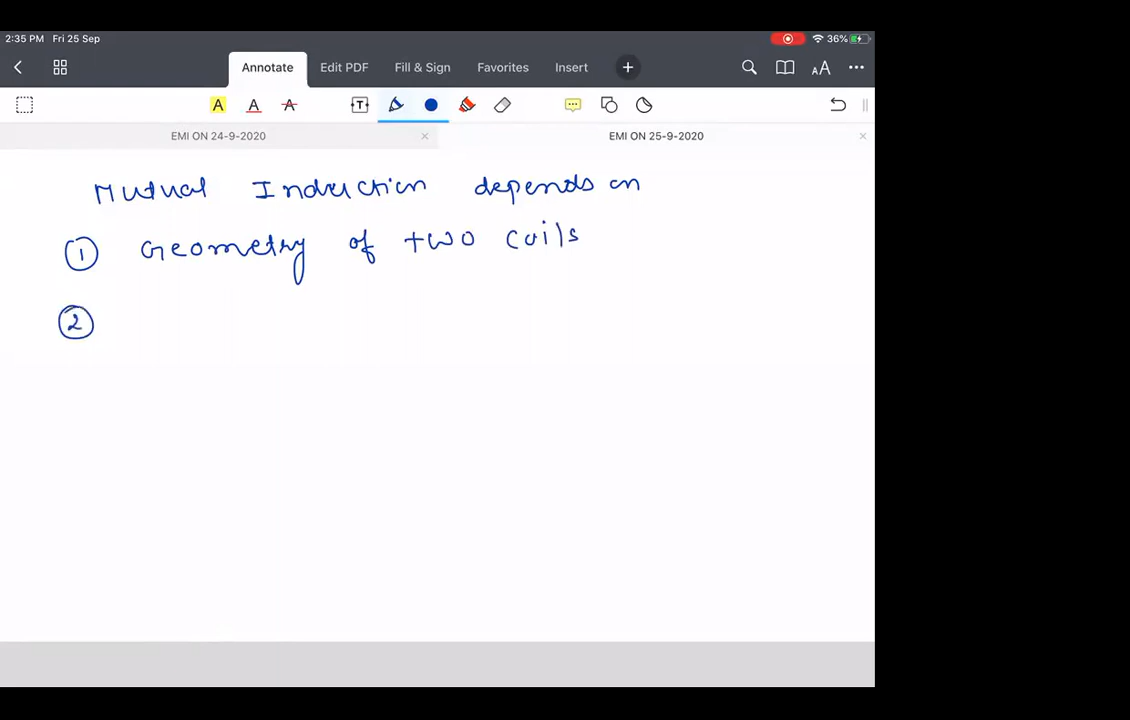 2:35 PM Fri 25 Sep 36%
Annotate Edit PDF Fill & Sign Favorites Insert
A A A T AA
EMI ON 24-9-2020 EMI ON 25-9-2020
Mutual Induction depends on
① Geometry of two coils
②